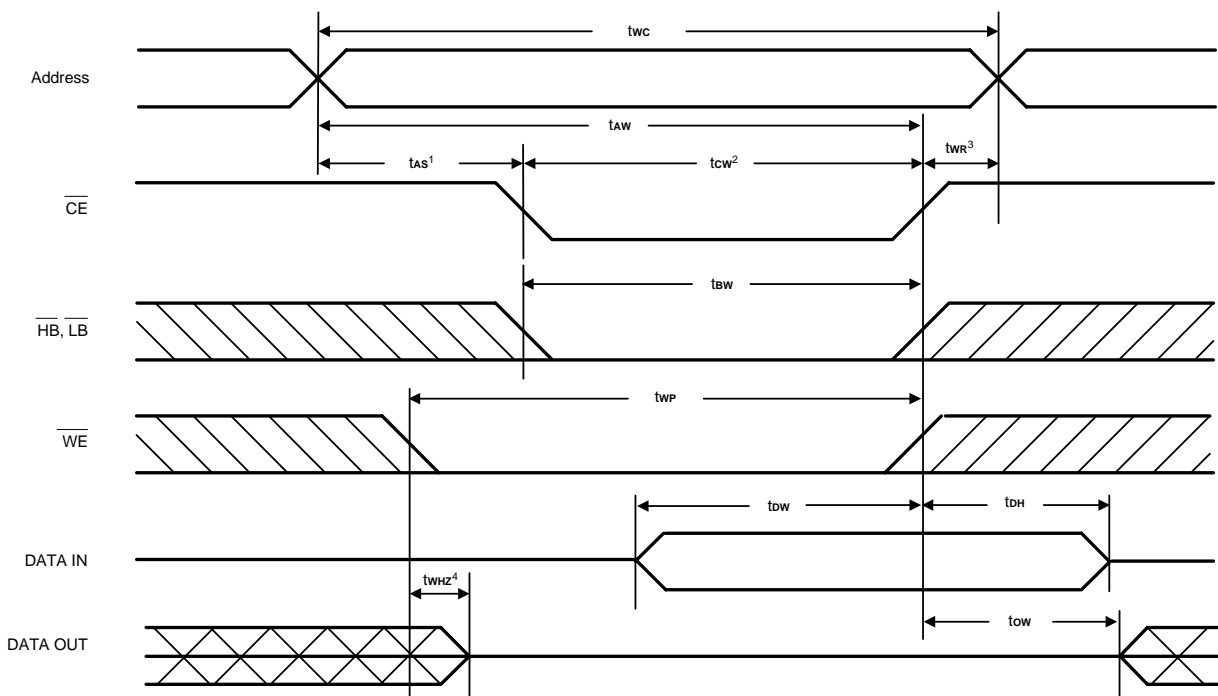 twc
Address
tAW
tAS¹
tCW²
tWR³
CE
tBW
HB, LB
tWP
WE
tDW
tDH
DATA IN
tWHZ⁴
tOW
DATA OUT